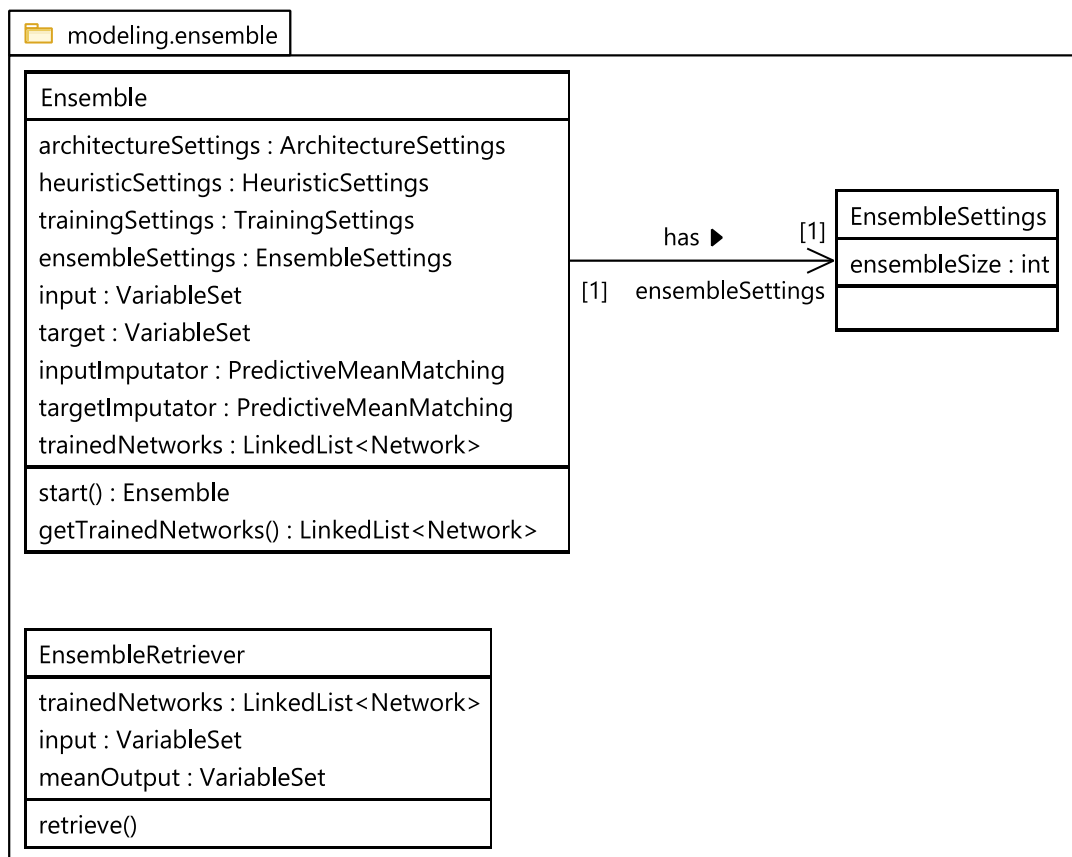 modeling.ensemble
Ensemble
architectureSettings : ArchitectureSettings
heuristicSettings : HeuristicSettings
trainingSettings : TrainingSettings
ensembleSettings : EnsembleSettings
input : VariableSet
target : VariableSet
inputImputator : PredictiveMeanMatching
targetImputator : PredictiveMeanMatching
trainedNetworks : LinkedList<Network>
start() : Ensemble
getTrainedNetworks() : LinkedList<Network>
has ▶ [1]
[1] ensembleSettings
EnsembleSettings
ensembleSize : int
EnsembleRetriever
trainedNetworks : LinkedList<Network>
input : VariableSet
meanOutput : VariableSet
retrieve()